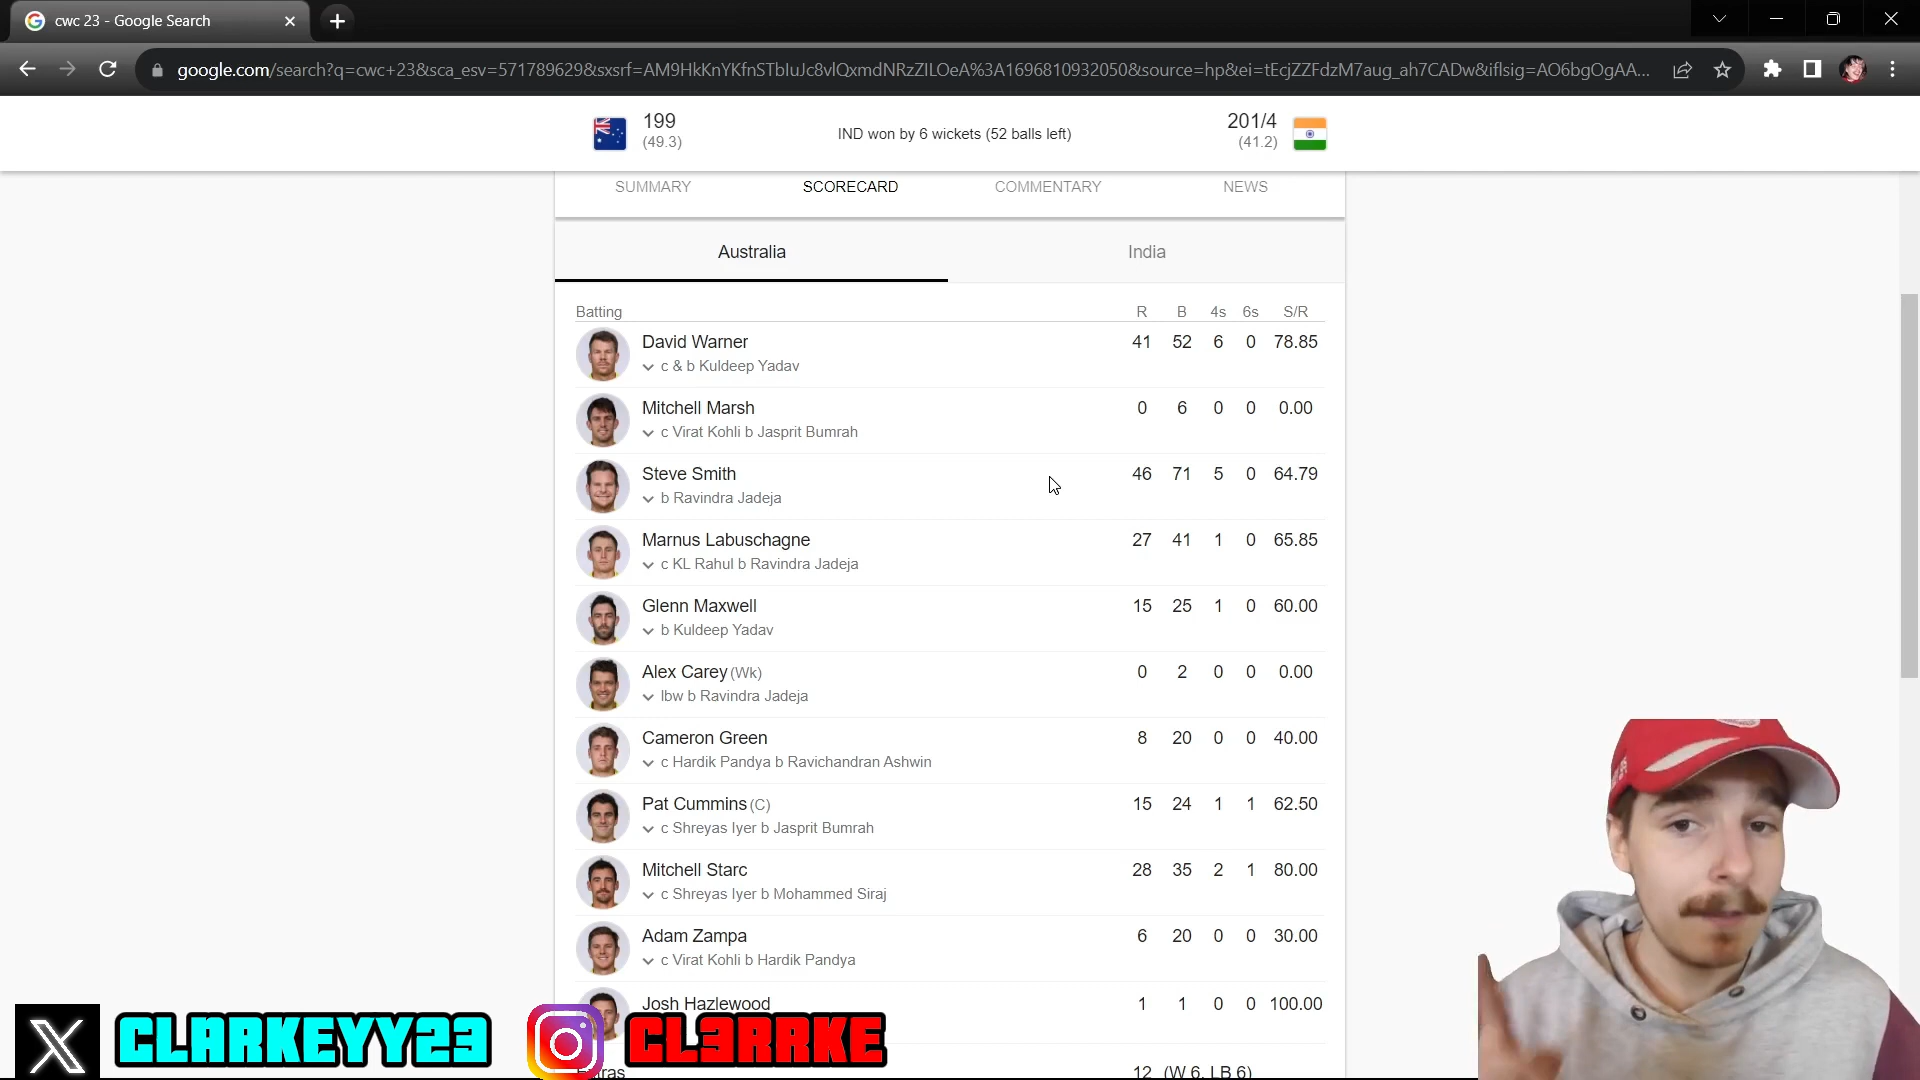 cwc 23 - Google Search
google.com/search?q=cwc+23&sca_esv=571789629&sxsrf=AM9HkKnYKfnSTbIuJc8vlQxmdNRzZILOeA%3A1696810932050&source=hp&ei=tEcjZZFdzM7aug_ah7CADw&iflsig=AO6bgOgAA...
199
(49.3)
IND won by 6 wickets (52 balls left)
201/4
(41.2)
SUMMARY SCORECARD COMMENTARY NEWS
Australia India
Batting R B 4s 6s S/R
David Warner 41 52 6 0 78.85
c & b Kuldeep Yadav
Mitchell Marsh 0 6 0 0 0.00
c Virat Kohli b Jasprit Bumrah
Steve Smith 46 71 5 0 64.79
b Ravindra Jadeja
Marnus Labuschagne 27 41 1 0 65.85
c KL Rahul b Ravindra Jadeja
Glenn Maxwell 15 25 1 0 60.00
b Kuldeep Yadav
Alex Carey (Wk) 0 2 0 0 0.00
lbw b Ravindra Jadeja
Cameron Green 8 20 0 0 40.00
c Hardik Pandya b Ravichandran Ashwin
Pat Cummins (C) 15 24 1 1 62.50
c Shreyas Iyer b Jasprit Bumrah
Mitchell Starc 28 35 2 1 80.00
c Shreyas Iyer b Mohammed Siraj
Adam Zampa 6 20 0 0 30.00
c Virat Kohli b Hardik Pandya
Josh Hazlewood 1 1 0 0 100.00
CLARKEYY23 CL3RRKE
Extras 12 (W 6, LB 6)